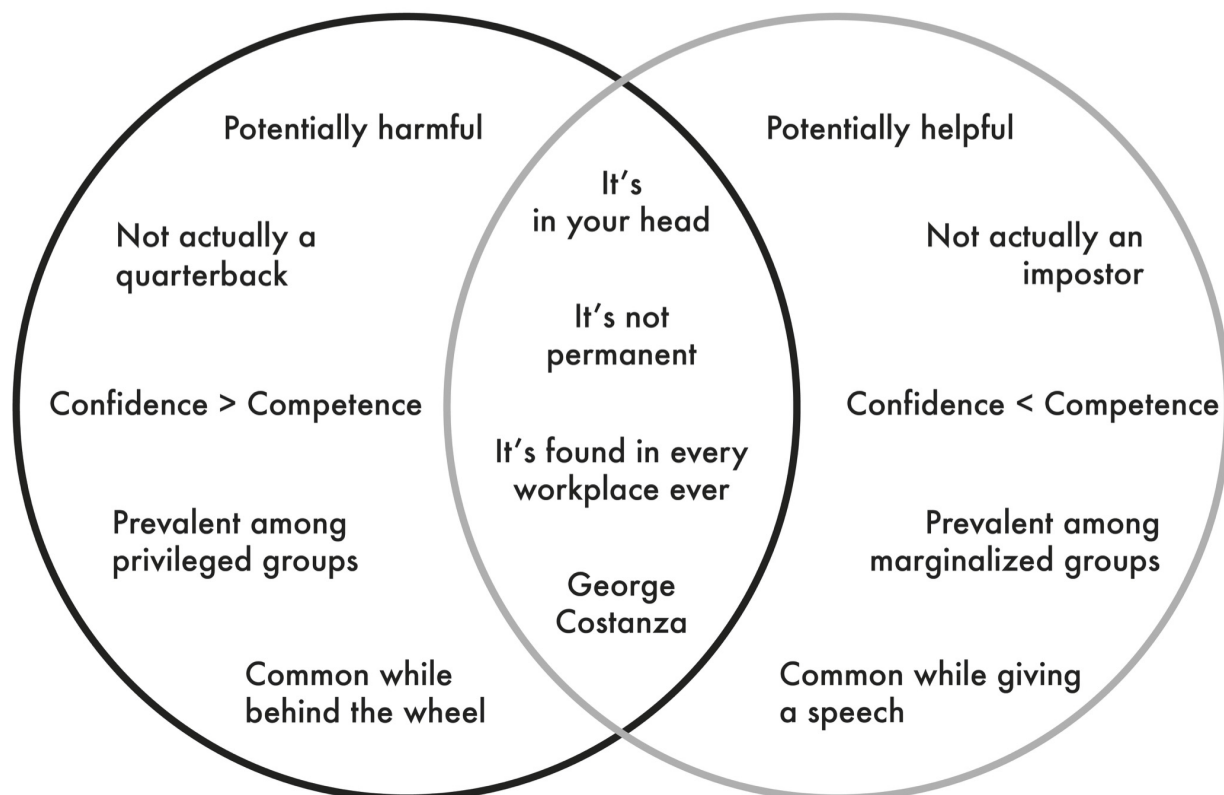 Potentially harmful
Not actually a
quarterback
Confidence > Competence
Prevalent among
privileged groups
Common while
behind the wheel
It’s
in your head
It’s not
permanent
It’s found in every
workplace ever
George
Costanza
Potentially helpful
Not actually an
impostor
Confidence < Competence
Prevalent among
marginalized groups
Common while giving
a speech